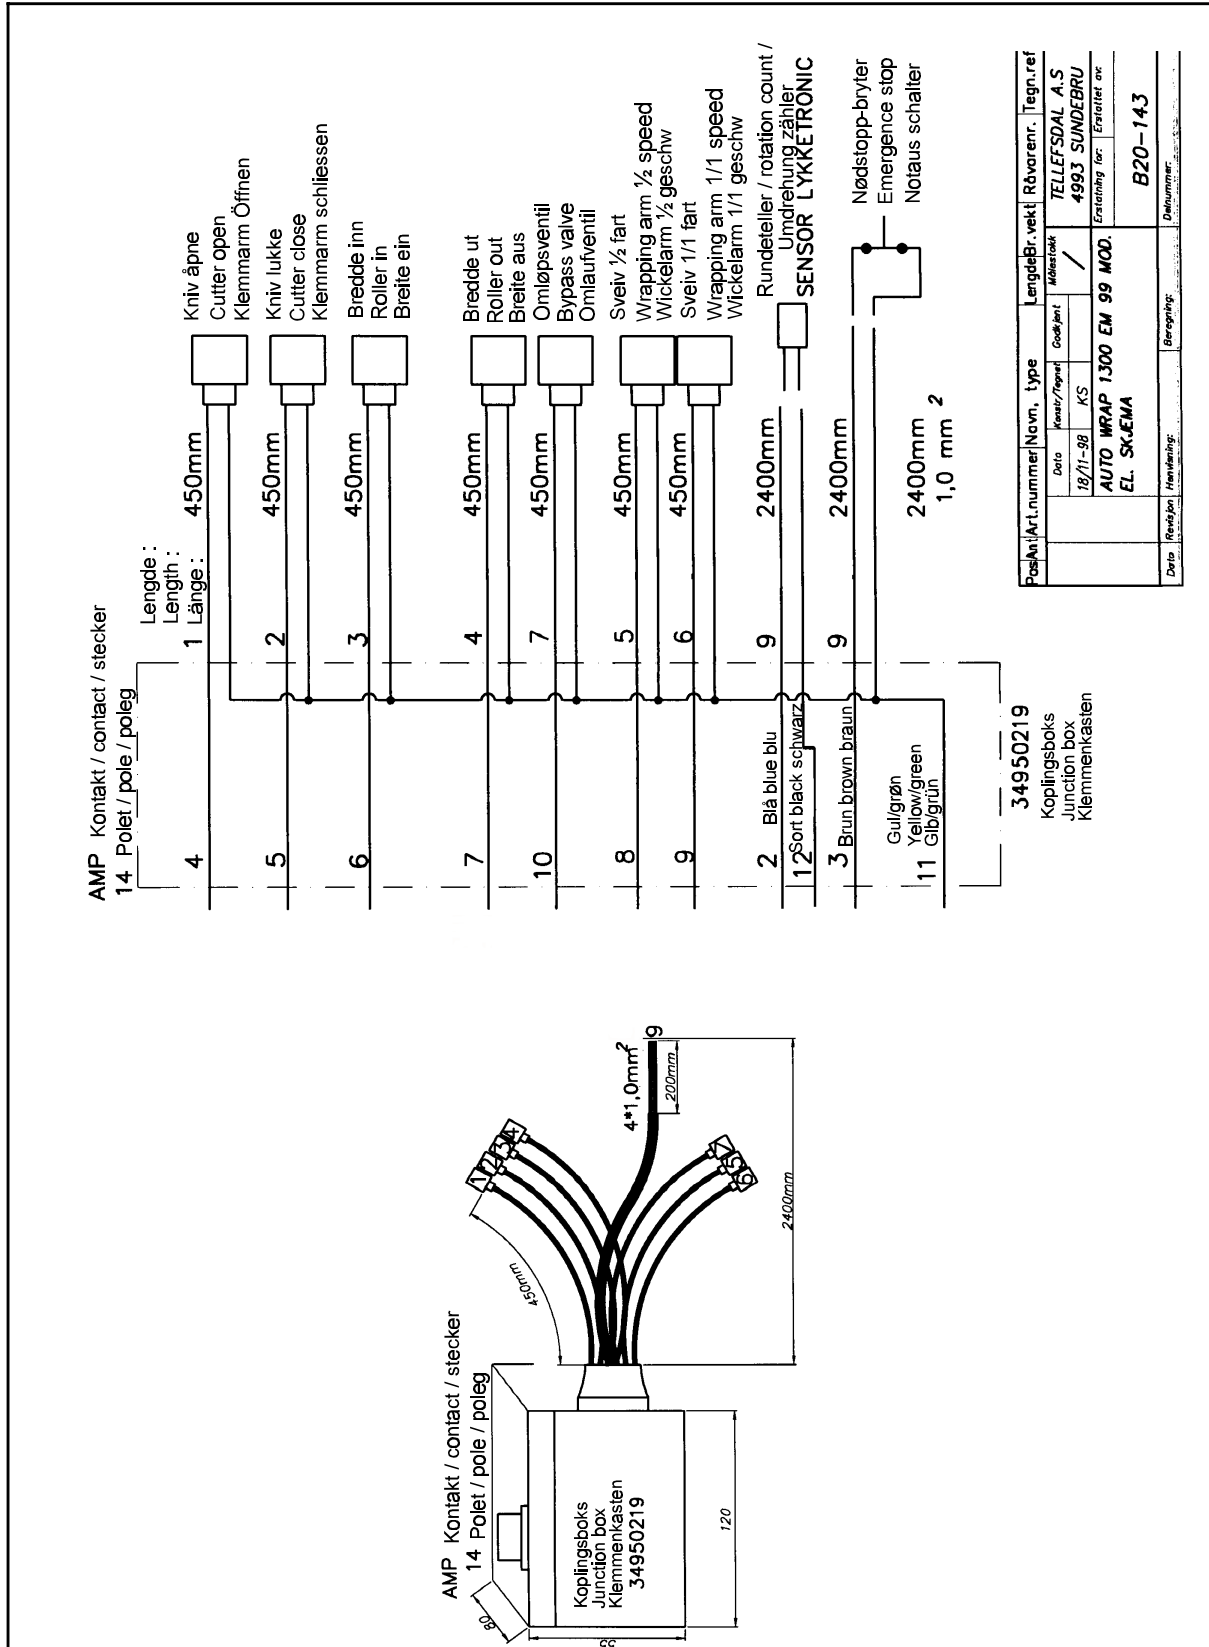 AMP Kontakt / contact / stecker
14 Polet / pole / poleg
Lengde :
Length :
Länge :
4
1
450mm
Kniv åpne
Cutter open
Klemmarm Öffnen
5
2
450mm
Kniv lukke
Cutter close
Klemmarm schliessen
6
3
450mm
Bredde inn
Roller in
Breite ein
7
4
450mm
Bredde ut
Roller out
Breite aus
10
7
450mm
Omløpsventil
Bypass valve
Omlaufventil
8
5
450mm
Sveiv ½ fart
Wrapping arm ½ speed
Wickelarm ½ geschw
9
6
450mm
Sveiv 1/1 fart
Wrapping arm 1/1 speed
Wickelarm 1/1 geschw
2
Blå blue blu
9
2400mm
Rundeteller / rotation count /
Umdrehung zähler
SENSOR LYKKETRONIC
12
Sort black schwarz
3
Brun brown braun
9
2400mm
Nødstopp-bryter
Emergence stop
Notaus schalter
11
Gul/grøn
Yellow/green
Glb/grün
2400mm
1,0 mm²
34950219
Koplingsboks
Junction box
Klemmenkasten
AMP Kontakt / contact / stecker
14 Polet / pole / poleg
80
55
120
Koplingsboks
Junction box
Klemmenkasten
34950219
450mm
1
2
3
4
4*1,0mm²
9
200mm
7
5
6
2400mm
Pos Ant Art.nummer Navn, type Lengde Br.vekt Råvarenr. Tegn.ref
Dato Konstr/Tegnet Godkjent Målestokk
18/11-98 KS /
TELLEFSDAL A.S
4993 SUNDEBRU
AUTO WRAP 1300 EM 99 MOD.
EL. SKJEMA
Erstatning for: Erstattet av:
B20-143
Dato Revisjon Henvisning: Beregning: Delnummer: